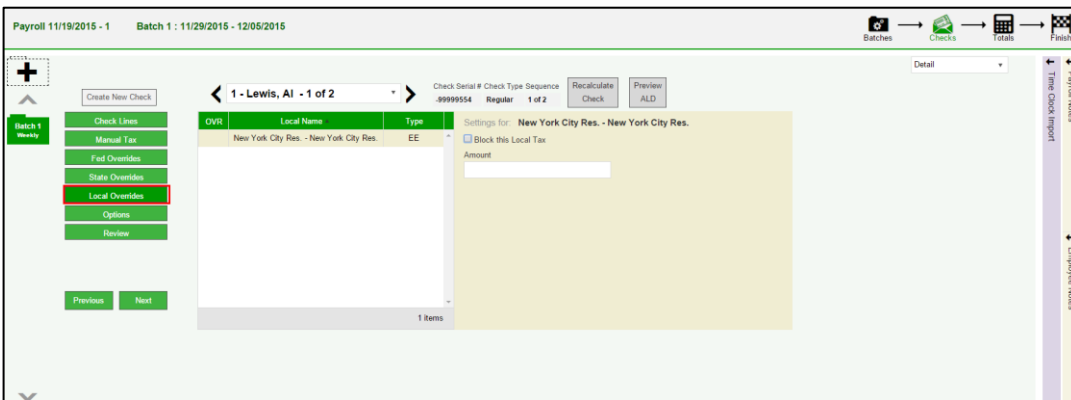 Payroll 11/19/2015 - 1 Batch 1 : 11/29/2015 - 12/05/2015
Batches Checks Totals Finish
Detail
Create New Check
1 - Lewis, Al - 1 of 2
Check Serial # Check Type Sequence
-99999554 Regular 1 of 2
Recalculate Check
Preview ALD
Batch 1
Weekly
Check Lines
Manual Tax
Fed Overrides
State Overrides
Local Overrides
Options
Review
Previous Next
OVR Local Name Type
New York City Res. - New York City Res. EE
1 items
Settings for: New York City Res. - New York City Res.
Block this Local Tax
Amount
Time Clock Import
Payroll Notes
Employee Notes